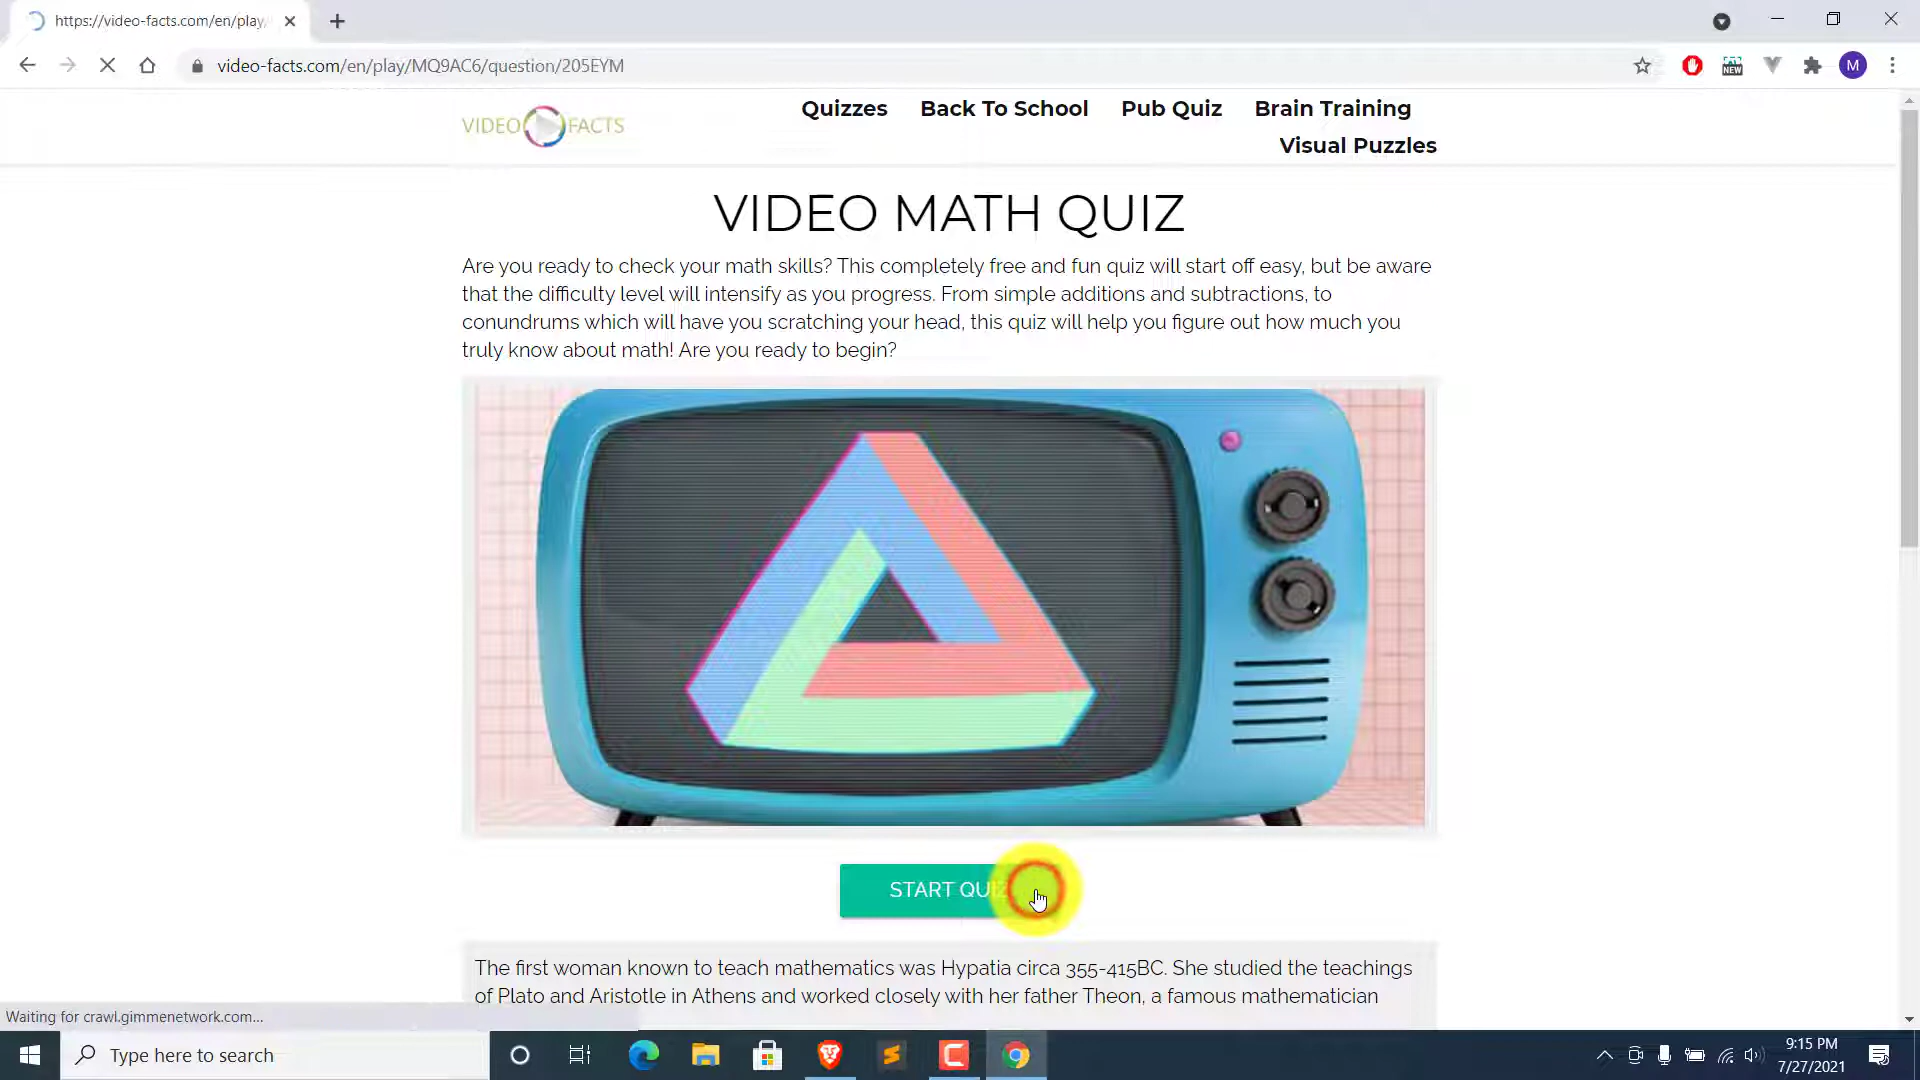 https://video-facts.com/en/play/
video-facts.com/en/play/MQ9AC6/question/205EYM
NEW
M
VIDEO FACTS
Quizzes
Back To School
Pub Quiz
Brain Training
Visual Puzzles
VIDEO MATH QUIZ
Are you ready to check your math skills? This completely free and fun quiz will start off easy, but be aware
that the difficulty level will intensify as you progress. From simple additions and subtractions, to
conundrums which will have you scratching your head, this quiz will help you figure out how much you
truly know about math! Are you ready to begin?
START QUIZ
The first woman known to teach mathematics was Hypatia circa 355-415BC. She studied the teachings
of Plato and Aristotle in Athens and worked closely with her father Theon, a famous mathematician
Waiting for crawl.gimmenetwork.com...
Type here to search
9:15 PM
7/27/2021